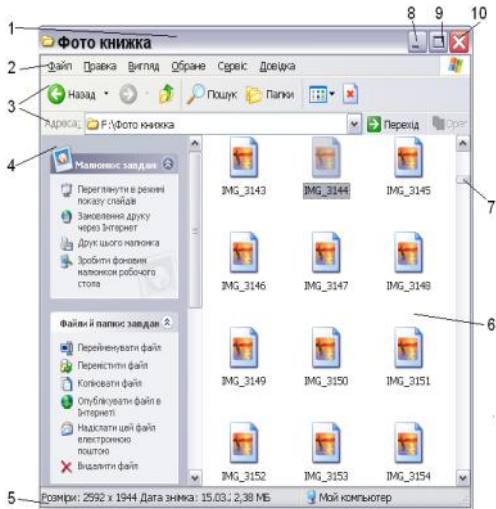 8 9 10
1
Фото книжка
2
Файл Правка Вигляд Обране Сервіс Довідка
3
Назад Пошук Папки
Адреса: F:\Фото книжка Перехід
4
Малюнок: завдан
Переглянути в режимі
показу слайдів
Замовлення друку
через Інтернет
Друк цього малюнка
Зробити фоновим
малюнком робочого
стола
Файли й папки: завдан
Перейменувати файл
Перемістити файл
Копіювати файл
Опублікувати файл в
Інтернеті
Надіслати цей файл
електронною
поштою
Видалити файл
IMG_3143 IMG_3144 IMG_3145
7
IMG_3146 IMG_3147 IMG_3148
6
IMG_3149 IMG_3150 IMG_3151
IMG_3152 IMG_3153 IMG_3154
5
Розміри: 2592 x 1944 Дата знімка: 15.03.: 2,38 МБ Мой компьютер